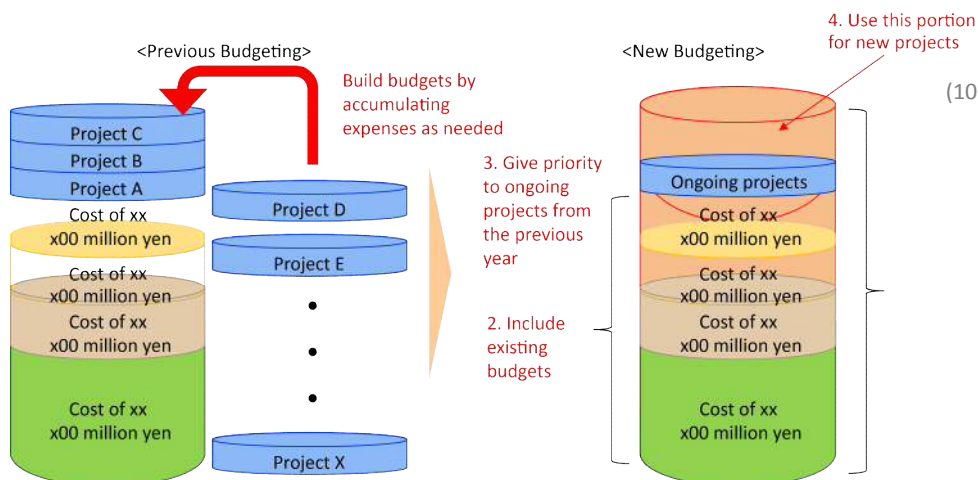 4. Use this portion
for new projects
<Previous Budgeting>
<New Budgeting>
Build budgets by
accumulating
expenses as needed
(10
Project C
Project B
Project A
3. Give priority
to ongoing
projects from
the previous
year
Ongoing projects
Project D
Cost of xx
x00 million yen
Cost of xx
x00 million yen
Project E
Cost of xx
x00 million yen
Cost of xx
x00 million yen
2. Include
existing
budgets
Cost of xx
x00 million yen
Cost of xx
x00 million yen
Cost of xx
x00 million yen
Cost of xx
x00 million yen
Project X